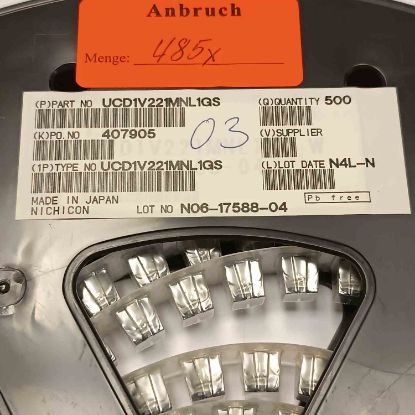 Anbruch
Menge: 485x
(P)PART NO UCD1V221MNL1GS
(Q)QUANTITY 500
(K)PO.NO 407905
03
(V)SUPPLIER
(1P)TYPE NO UCD1V221MNL1GS
(L)LOT DATE N4L-N
MADE IN JAPAN
Pb free
NICHICON
LOT NO N06-17588-04